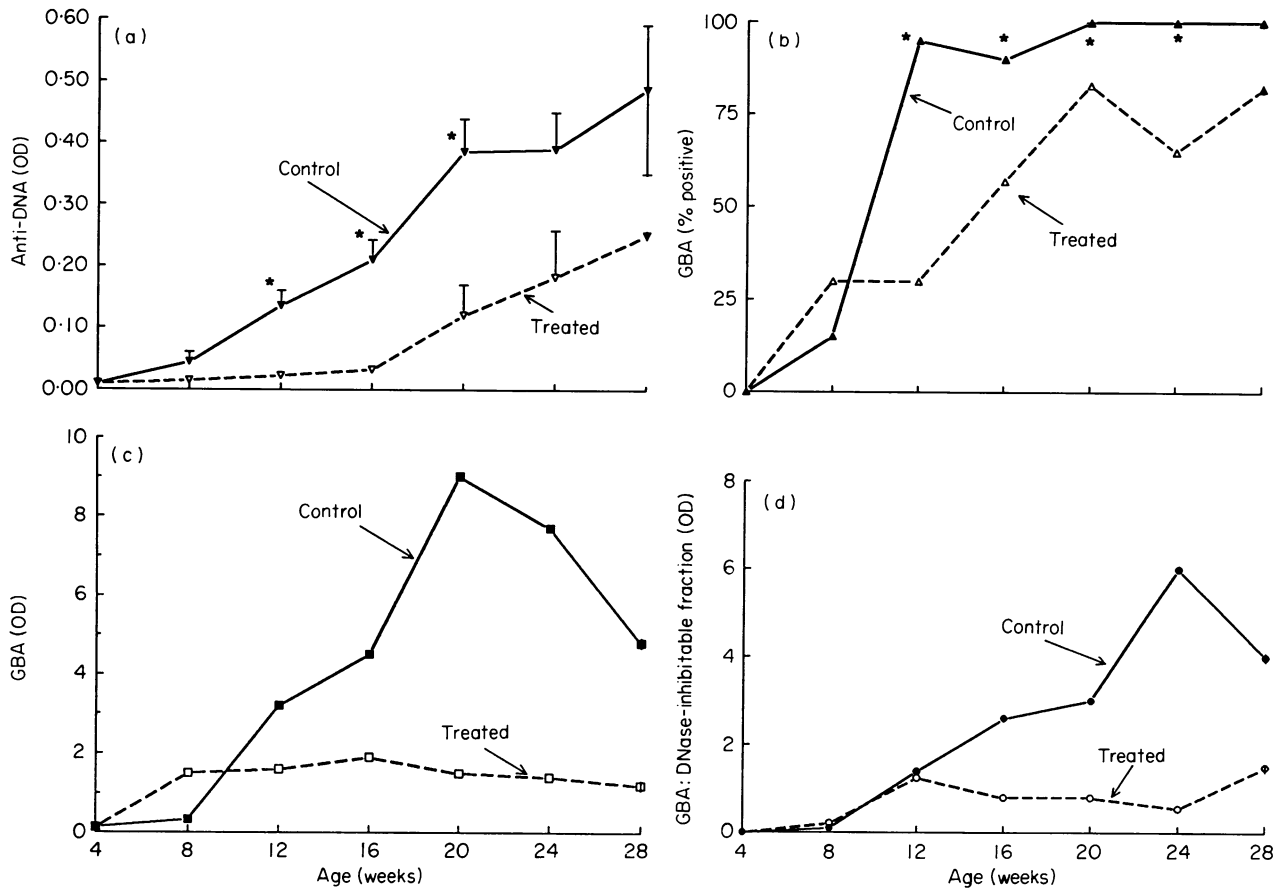 (a)
Anti-DNA (OD)
0·60
0·50
0·40
0·30
0·20
0·10
0·00
*
*
*
Control
Treated
(b)
GBA (% positive)
100
75
50
25
0
*
*
*
*
Control
Treated
(c)
GBA (OD)
10
8
6
4
2
0
Control
Treated
4
8
12
16
20
24
28
Age (weeks)
(d)
GBA: DNase-inhibitable fraction (OD)
8
6
4
2
0
Control
Treated
4
8
12
16
20
24
28
Age (weeks)